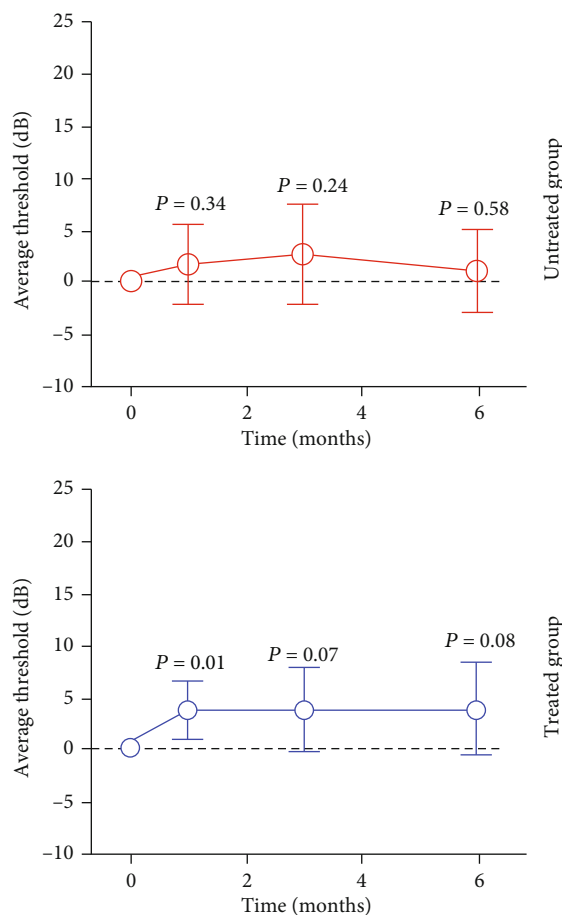 25
20
15
10
5
0
−5
−10
Average threshold (dB)
P = 0.34
P = 0.24
P = 0.58
0
2
4
6
Time (months)
Untreated group
25
20
15
10
5
0
−5
−10
Average threshold (dB)
P = 0.01
P = 0.07
P = 0.08
0
2
4
6
Time (months)
Treated group